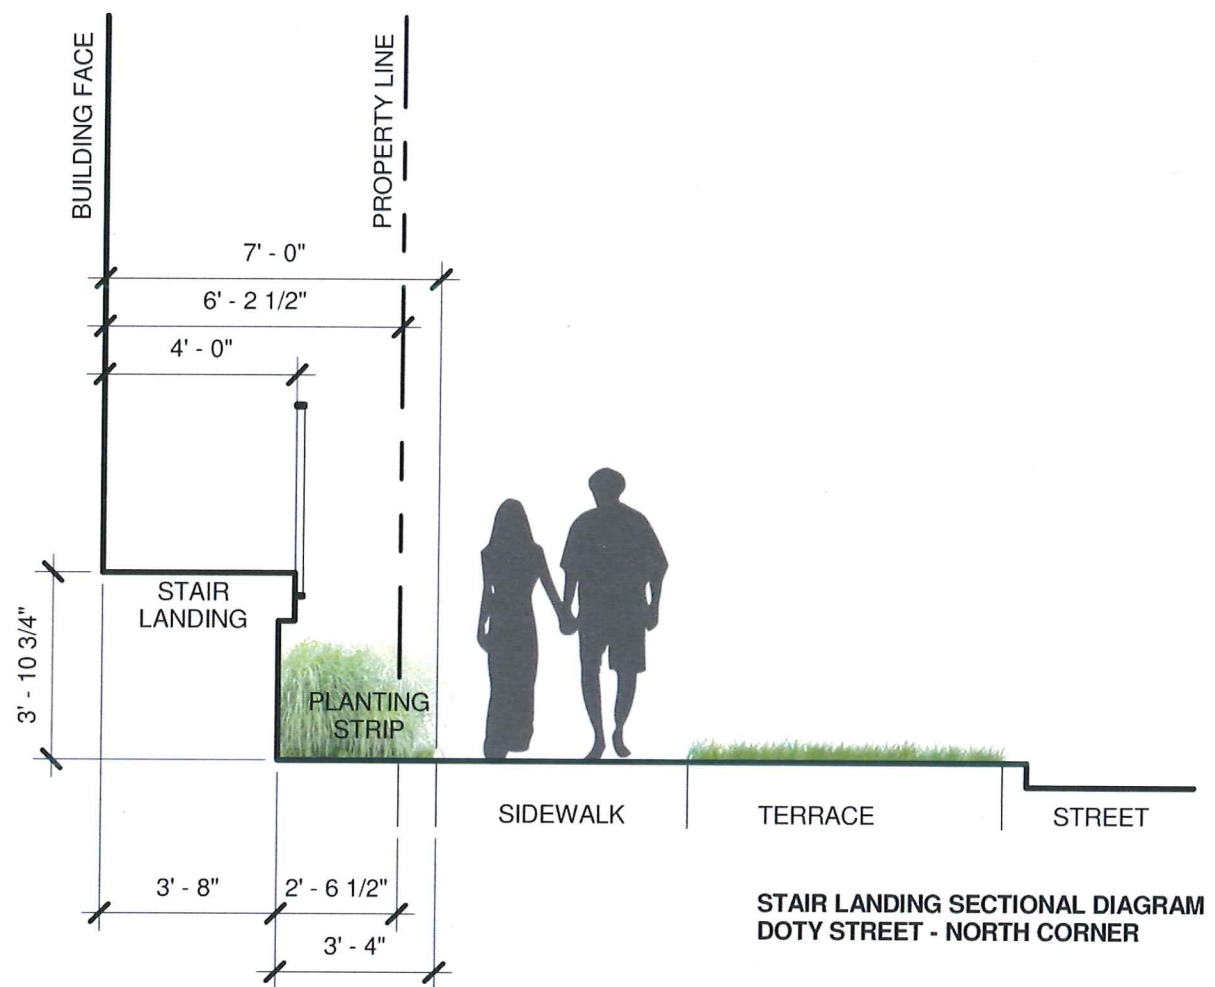 BUILDING FACE
PROPERTY LINE
7' - 0"
6' - 2 1/2"
4' - 0"
STAIR
LANDING
3' - 10 3/4"
PLANTING
STRIP
SIDEWALK
TERRACE
STREET
3' - 8"
2' - 6 1/2"
3' - 4"
STAIR LANDING SECTIONAL DIAGRAM
DOTY STREET - NORTH CORNER